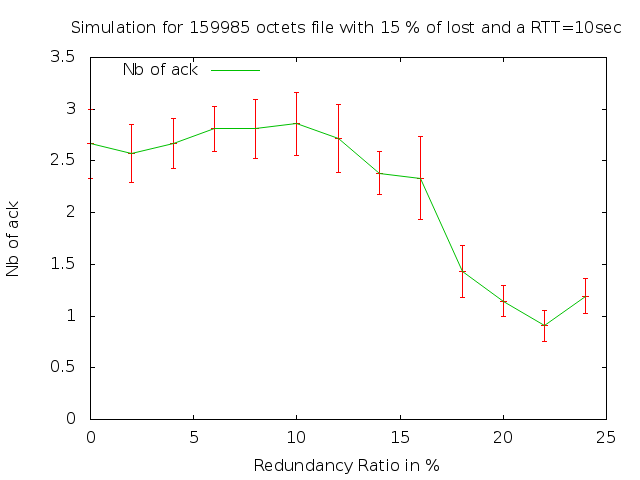 Simulation for 159985 octets file with 15 % of lost and a RTT=10sec
Nb of ack
3.5
3
2.5
2
1.5
1
0.5
0
Nb of ack
0 5 10 15 20 25
Redundancy Ratio in %